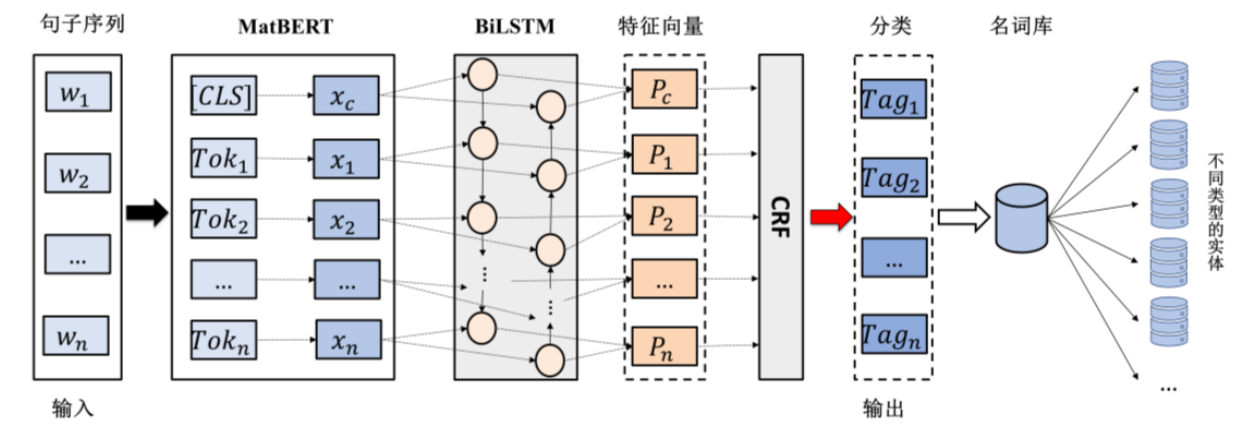 句子序列
MatBERT
BiLSTM
特征向量
分类
名词库
w₁
w₂
...
wₙ
[CLS]
Tok₁
Tok₂
...
Tokₙ
x_c
x₁
x₂
...
xₙ
...
...
P_c
P₁
P₂
...
Pₙ
CRF
Tag₁
Tag₂
...
Tagₙ
不同类型的实体
...
输入
输出